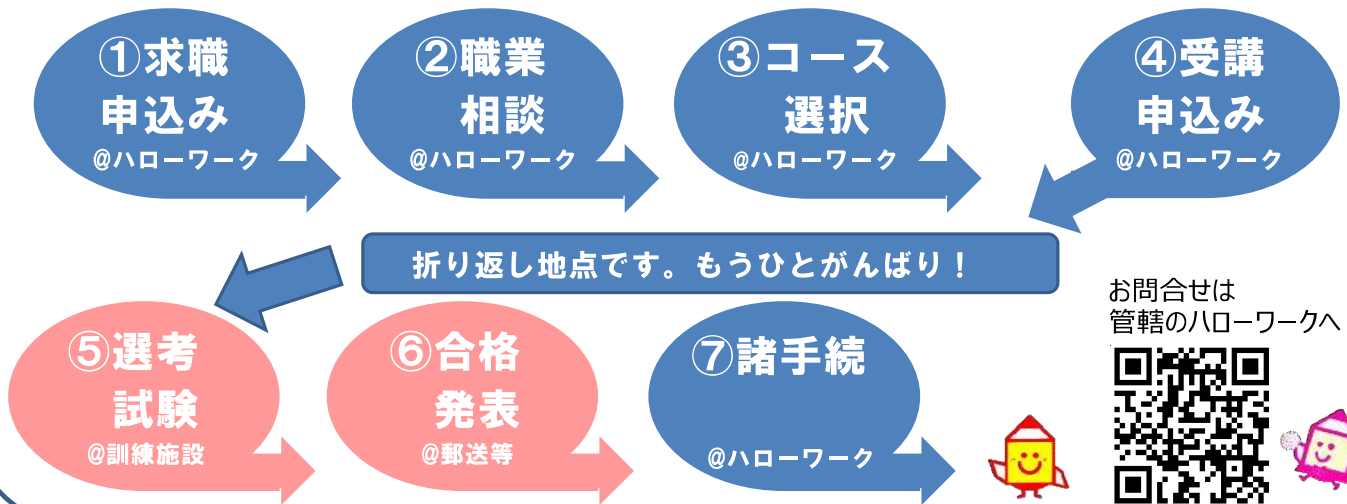 ①求職
申込み
@ハローワーク
②職業
相談
@ハローワーク
③コース
選択
@ハローワーク
④受講
申込み
@ハローワーク
折り返し地点です。もうひとがんばり！
⑤選考
試験
@訓練施設
⑥合格
発表
@郵送等
⑦諸手続
@ハローワーク
お問合せは
管轄のハローワークへ